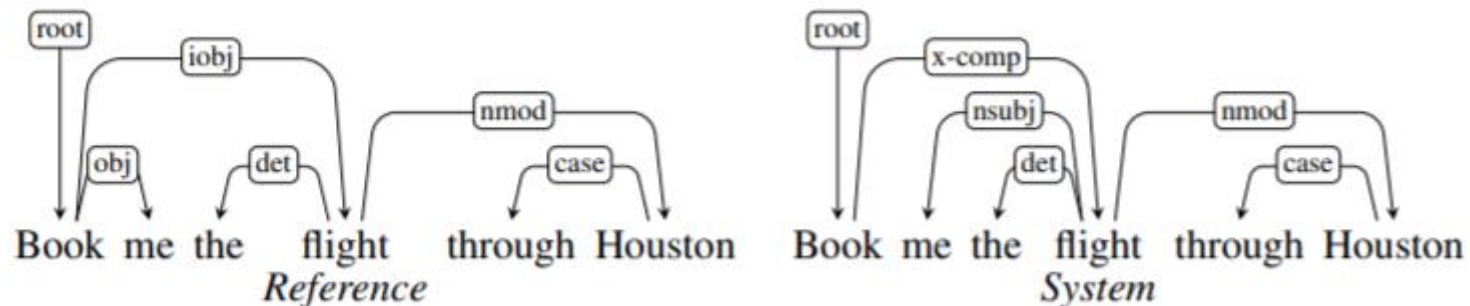 root root
iobj x-comp
nmod nsubj nmod
obj det case det case
Book me the flight through Houston Book me the flight through Houston
Reference System